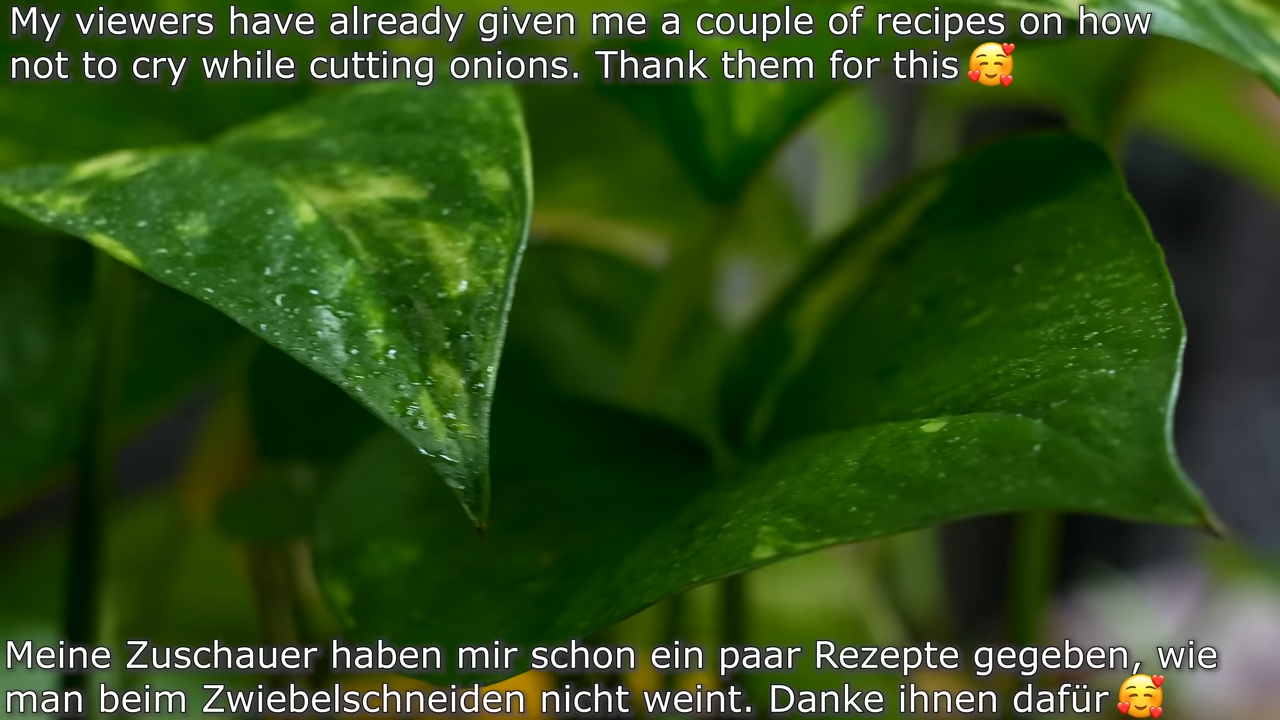 My viewers have already given me a couple of recipes on how
not to cry while cutting onions. Thank them for this 🥰
Meine Zuschauer haben mir schon ein paar Rezepte gegeben, wie
man beim Zwiebelschneiden nicht weint. Danke ihnen dafür 🥰